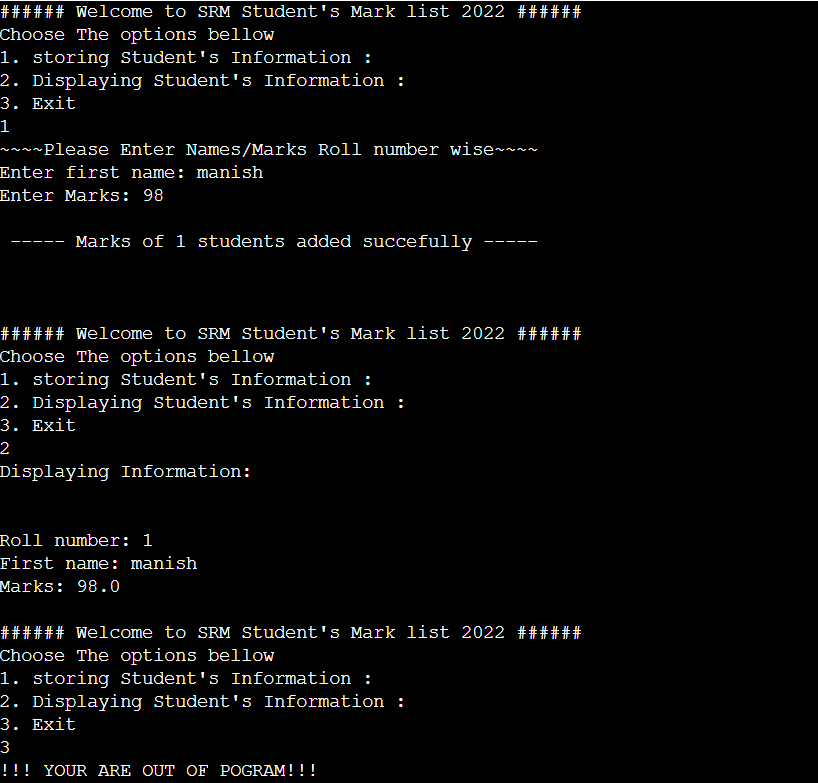 ###### Welcome to SRM Student's Mark list 2022 ######
Choose The options bellow
1. storing Student's Information :
2. Displaying Student's Information :
3. Exit
1
~~~~Please Enter Names/Marks Roll number wise~~~~
Enter first name: manish
Enter Marks: 98
----- Marks of 1 students added succefully -----
###### Welcome to SRM Student's Mark list 2022 ######
Choose The options bellow
1. storing Student's Information :
2. Displaying Student's Information :
3. Exit
2
Displaying Information:
Roll number: 1
First name: manish
Marks: 98.0
###### Welcome to SRM Student's Mark list 2022 ######
Choose The options bellow
1. storing Student's Information :
2. Displaying Student's Information :
3. Exit
3
!!! YOUR ARE OUT OF POGRAM!!!